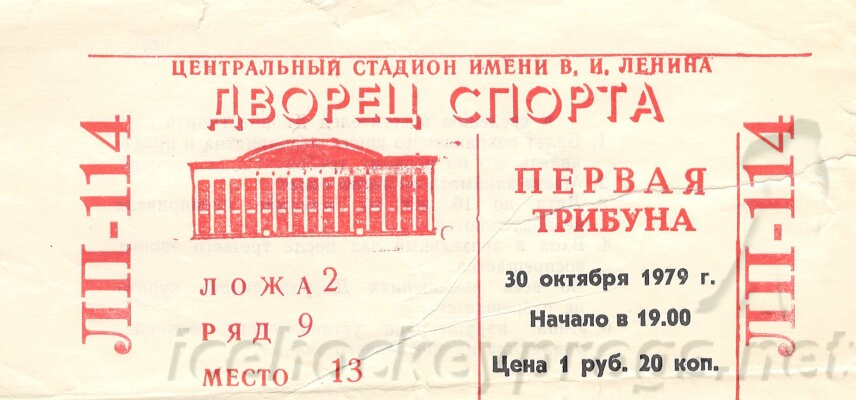 ЦЕНТРАЛЬНЫЙ СТАДИОН ИМЕНИ В. И. ЛЕНИНА
ДВОРЕЦ СПОРТА
ЛП-114
ПЕРВАЯ
ТРИБУНА
ЛОЖА 2
РЯД 9
МЕСТО 13
30 октября 1979 г.
Начало в 19.00
Цена 1 руб. 20 коп.
ЛП-114
icehockeyprogs.net